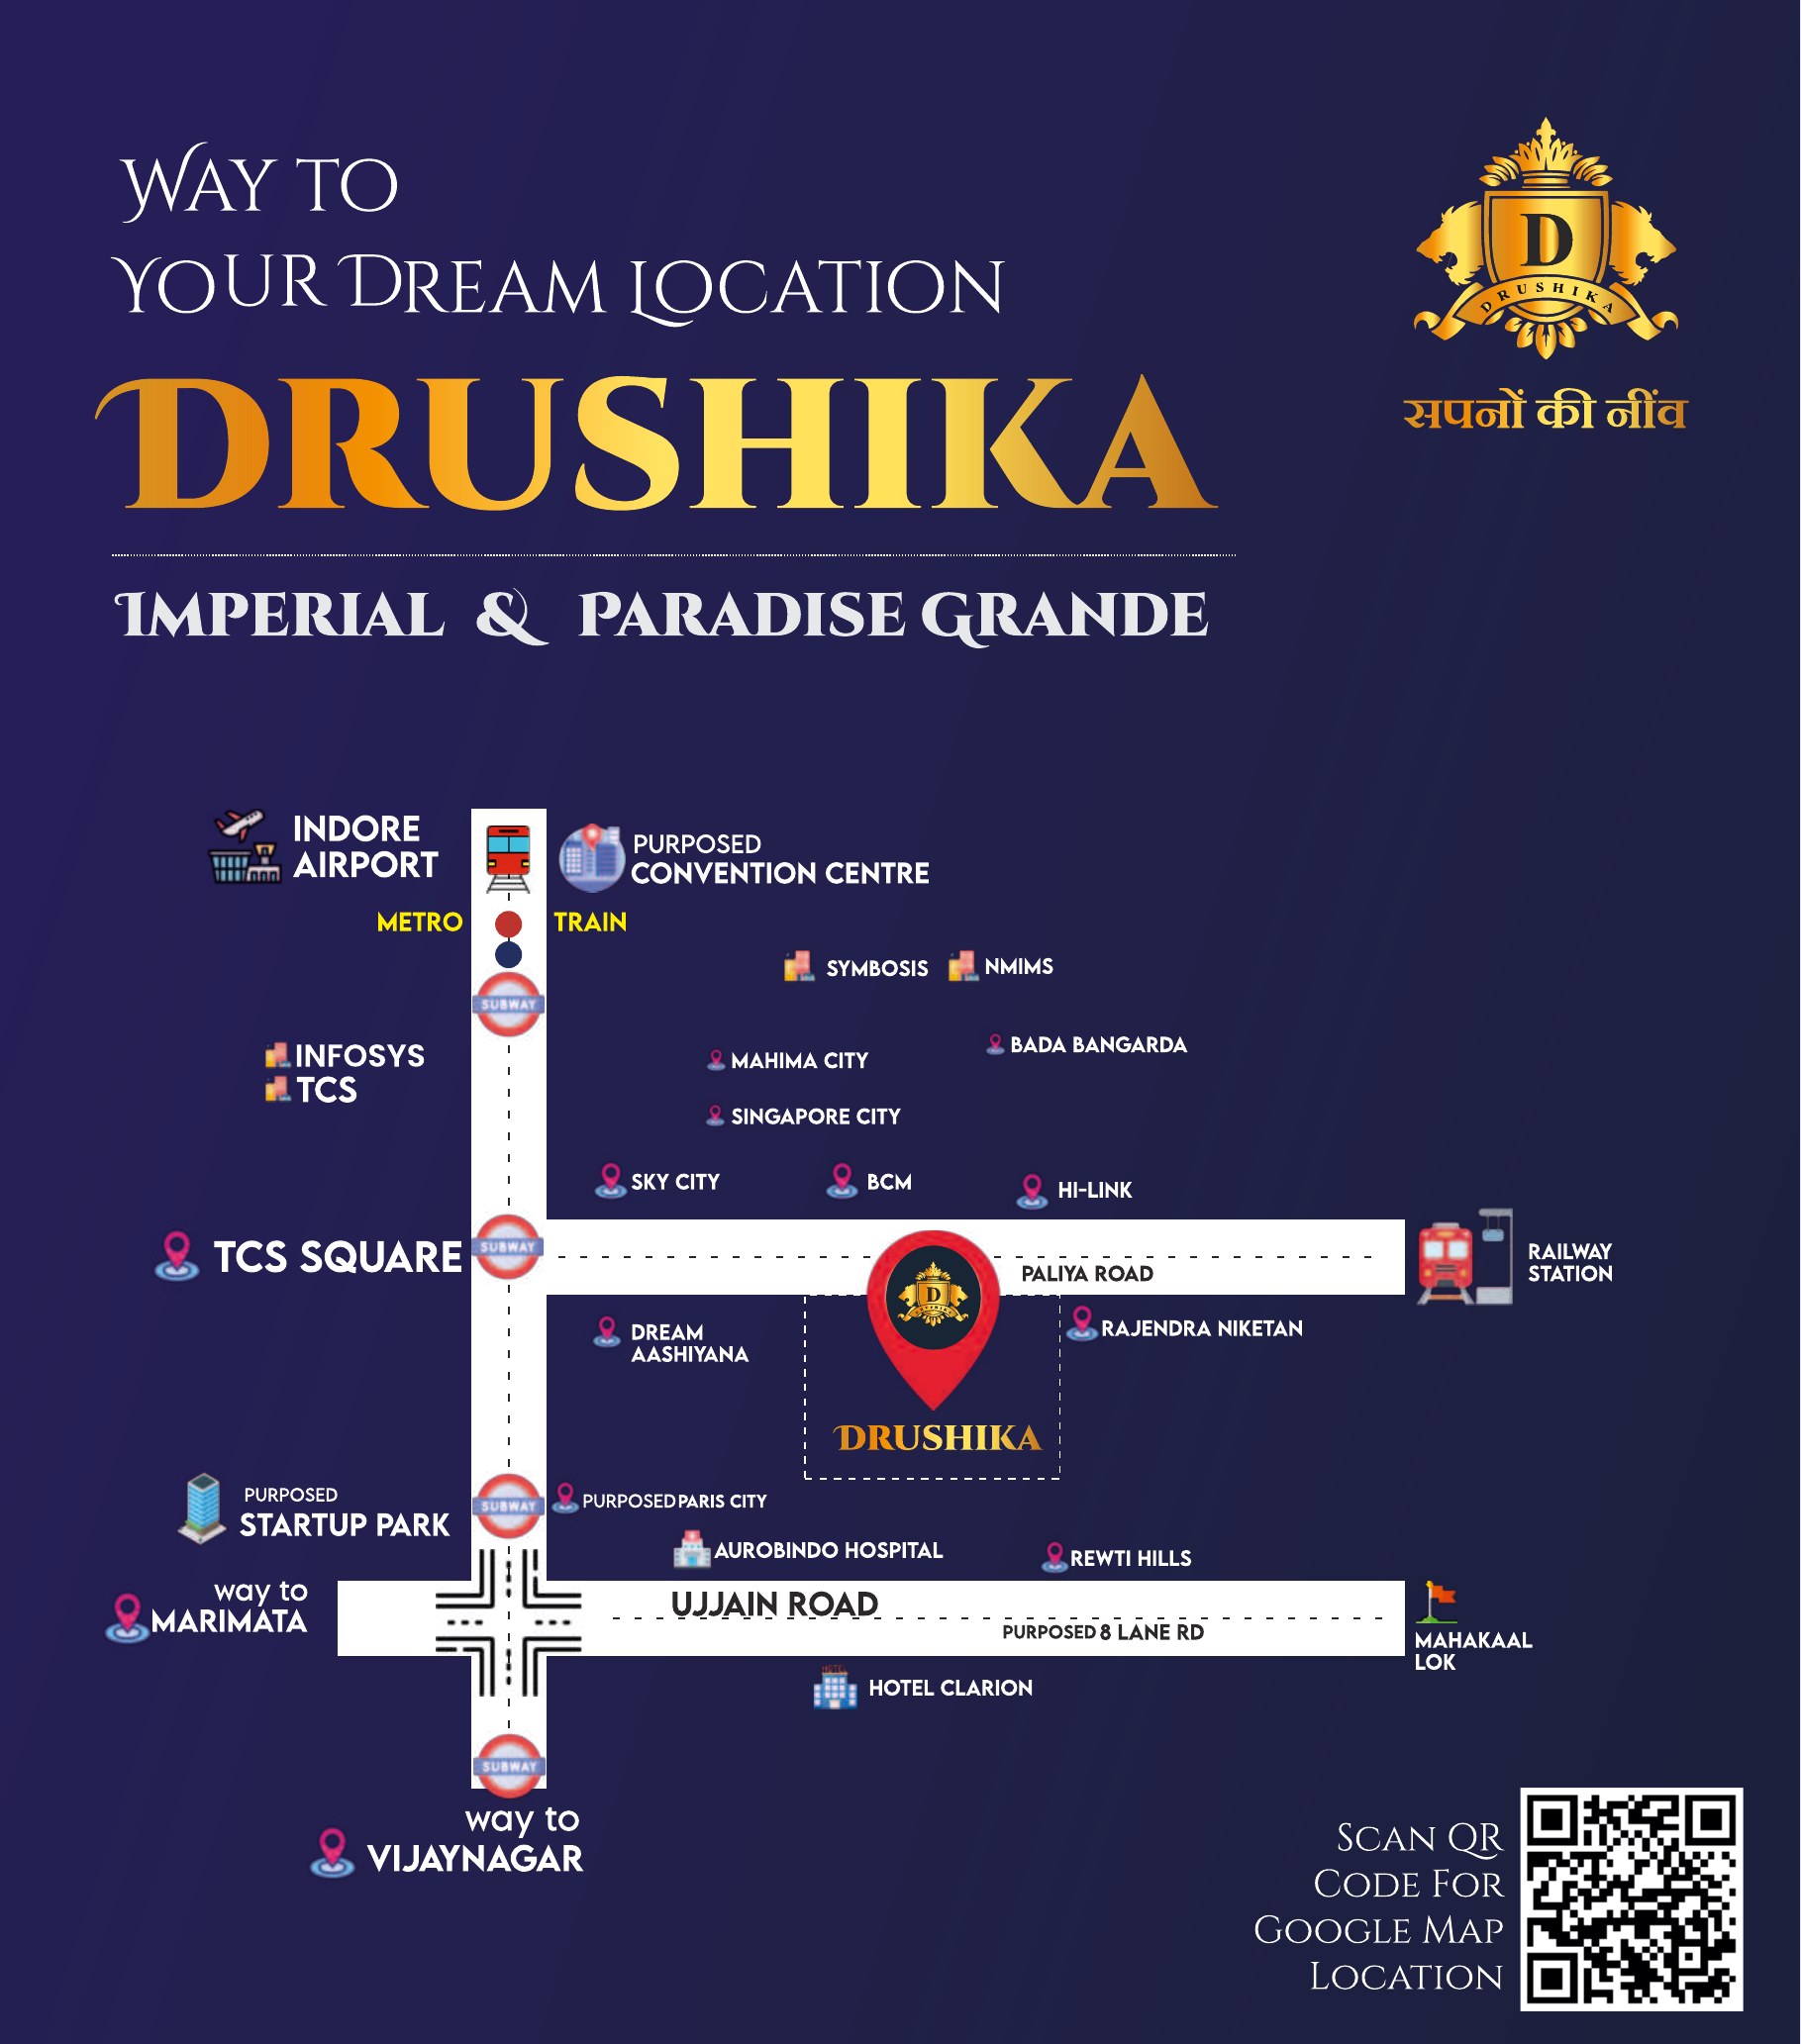 WAY TO
YOUR DREAM LOCATION
DRUSHIKA
IMPERIAL & PARADISE GRANDE
D
DRUSHIKA
सपनों की नींव
INDORE
AIRPORT
PURPOSED
CONVENTION CENTRE
METRO TRAIN
SYMBOSIS NMIMS
SUBWAY
INFOSYS
TCS
BADA BANGARDA
MAHIMA CITY
SINGAPORE CITY
SKY CITY BCM HI-LINK
TCS SQUARE
SUBWAY
PALIYA ROAD
RAILWAY
STATION
D
DREAM
AASHIYANA
RAJENDRA NIKETAN
DRUSHIKA
PURPOSED
STARTUP PARK
SUBWAY
PURPOSED PARIS CITY
AUROBINDO HOSPITAL
REWTI HILLS
way to
MARIMATA
UJJAIN ROAD
PURPOSED 8 LANE RD
MAHAKAAL
LOK
HOTEL
HOTEL CLARION
SUBWAY
way to
VIJAYNAGAR
SCAN QR
CODE FOR
GOOGLE MAP
LOCATION